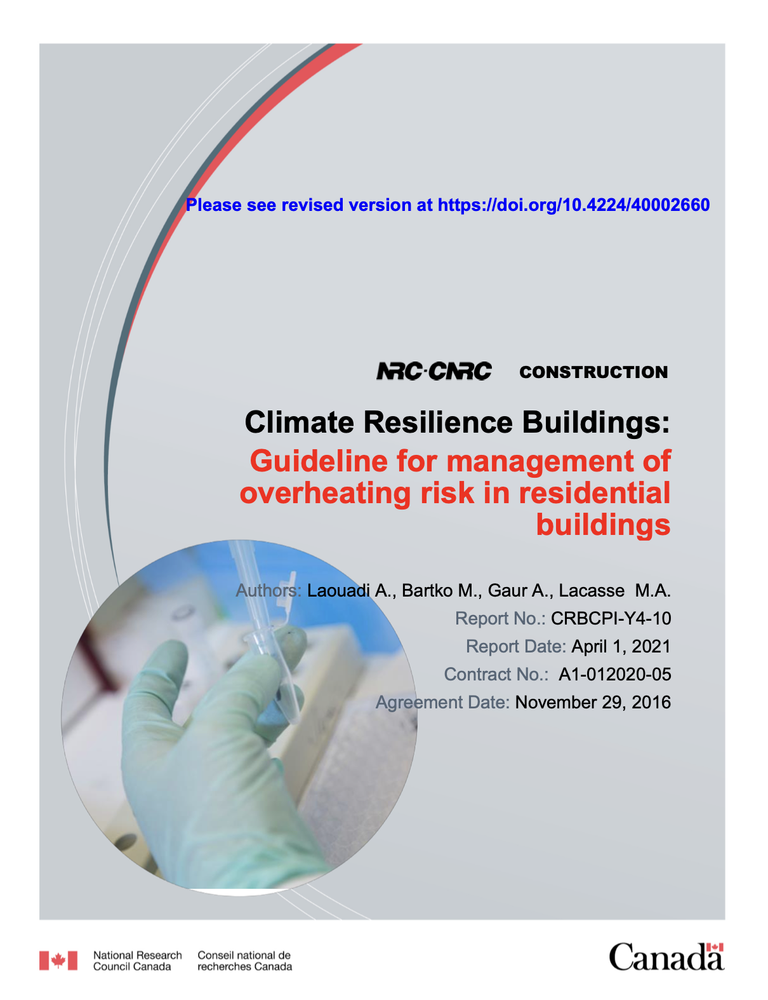 Please see revised version at https://doi.org/10.4224/40002660
NRC·CNRC CONSTRUCTION
Climate Resilience Buildings:
Guideline for management of
overheating risk in residential
buildings
Authors: Laouadi A., Bartko M., Gaur A., Lacasse M.A.
Report No.: CRBCPI-Y4-10
Report Date: April 1, 2021
Contract No.: A1-012020-05
Agreement Date: November 29, 2016
National Research Conseil national de
Council Canada recherches Canada
Canada